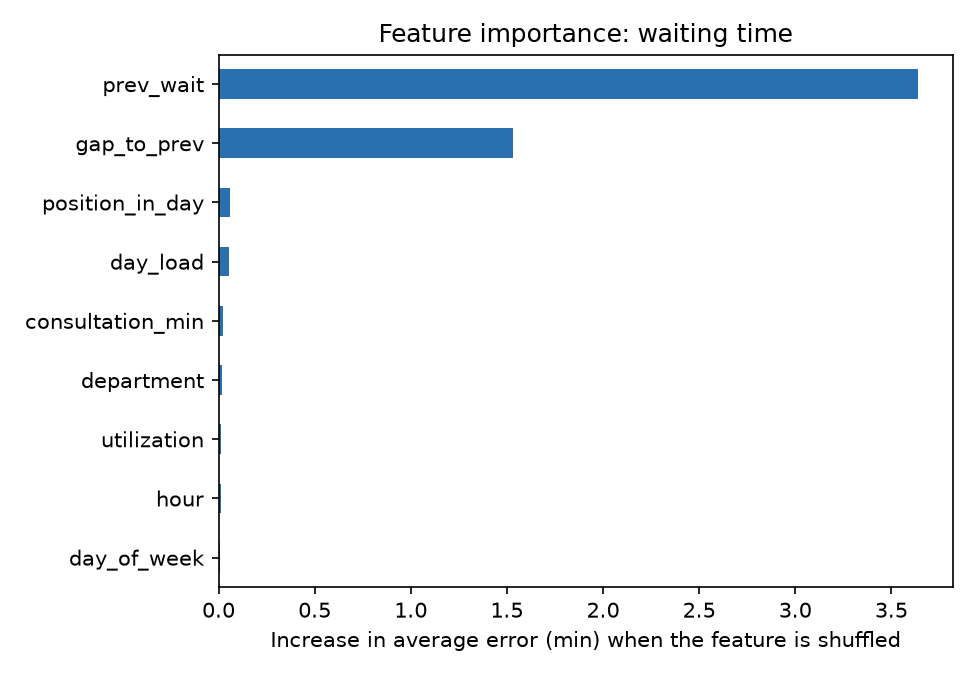 Feature importance: waiting time
prev_wait
gap_to_prev
position_in_day
day_load
consultation_min
department
utilization
hour
day_of_week
0.0 0.5 1.0 1.5 2.0 2.5 3.0 3.5
Increase in average error (min) when the feature is shuffled